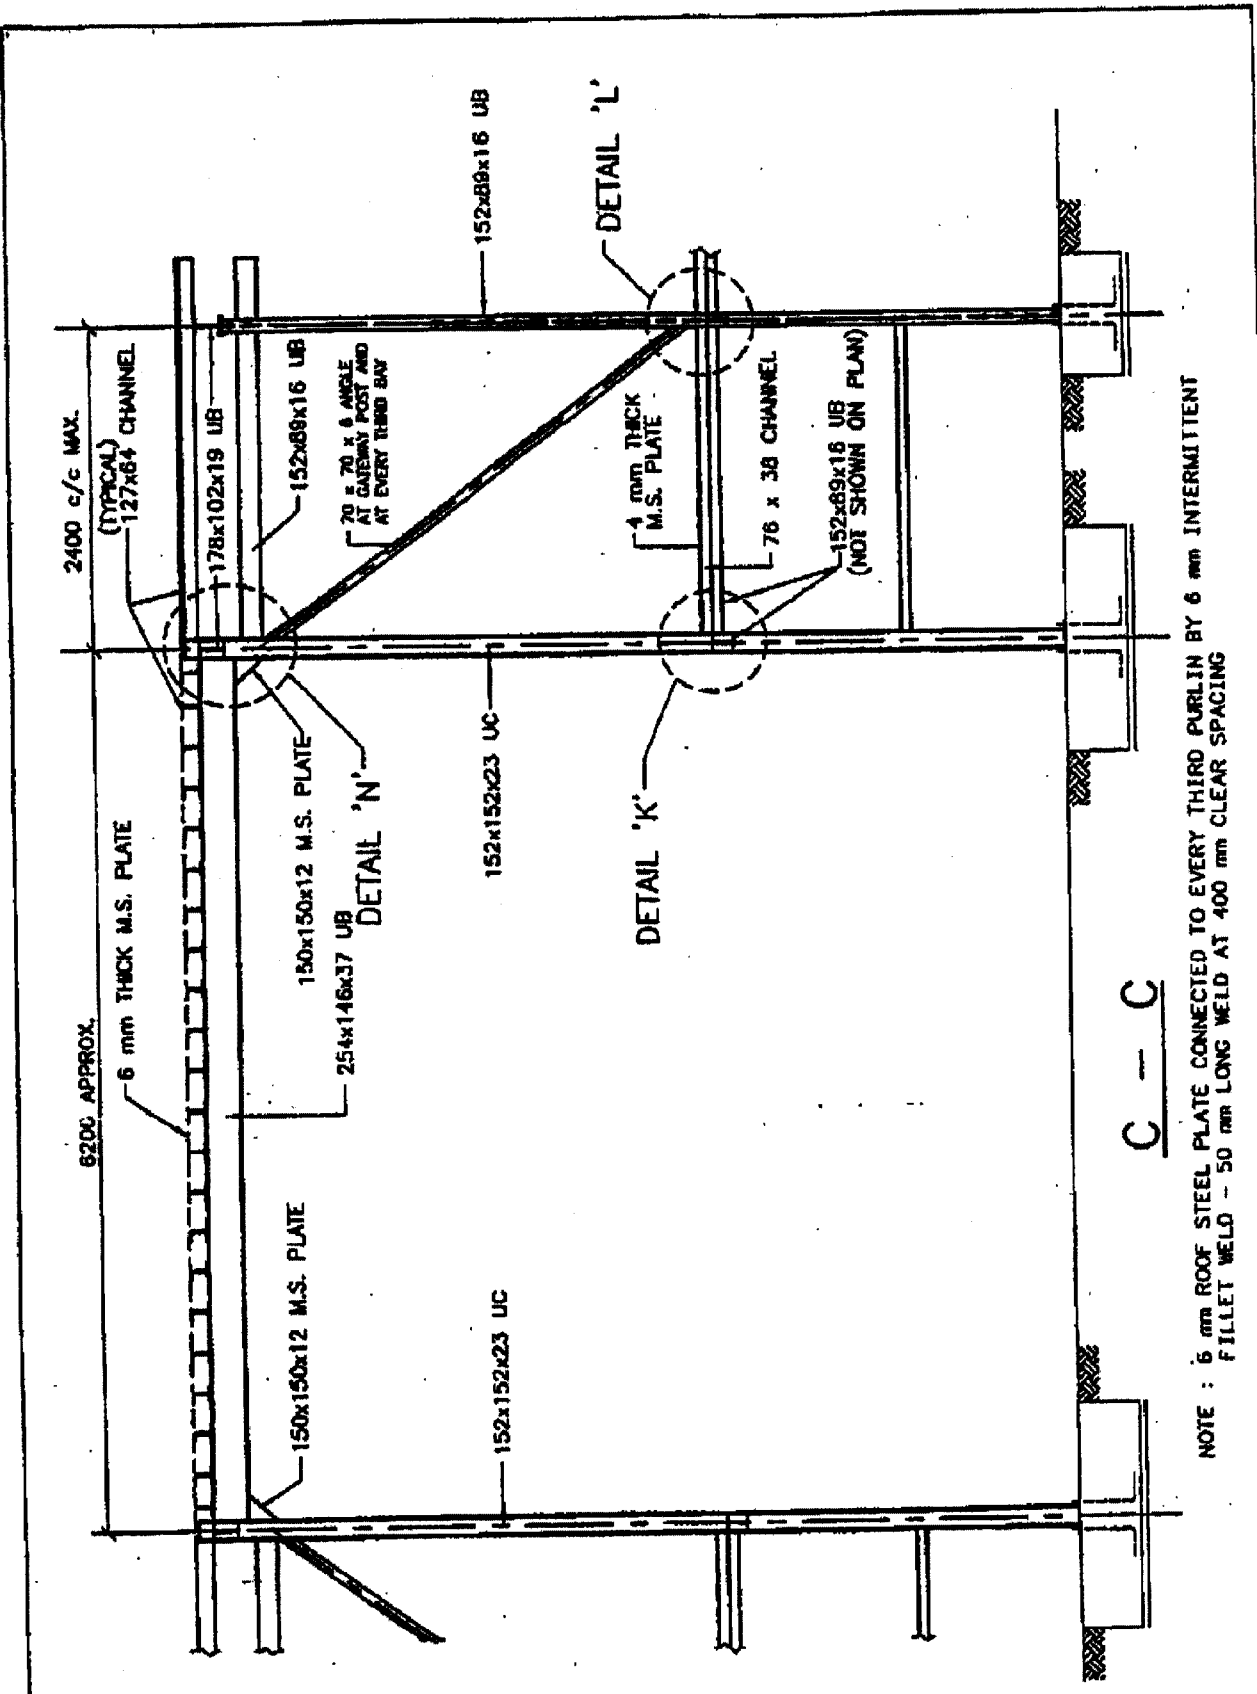 6200 APPROX.
2400 c/c MAX.
(TYPICAL)
127x64 CHANNEL
6 mm THICK M.S. PLATE
178x102x19 UB
152x89x16 UB
150x150x12 M.S. PLATE
150x150x12 M.S. PLATE
254x146x37 UB
DETAIL 'N'
70 x 70 x 6 ANGLE
AT GATEWAY POST AND
AT EVERY THIRD BAY
152x89x16 UB
152x152x23 UC
152x152x23 UC
DETAIL 'L'
DETAIL 'K'
4 mm THICK
M.S. PLATE
76 x 38 CHANNEL
152x89x16 UB
(NOT SHOWN ON PLAN)
C - C
NOTE : 6 mm ROOF STEEL PLATE CONNECTED TO EVERY THIRD PURLIN BY 6 mm INTERMITTENT
FILLET WELD - 50 mm LONG WELD AT 400 mm CLEAR SPACING